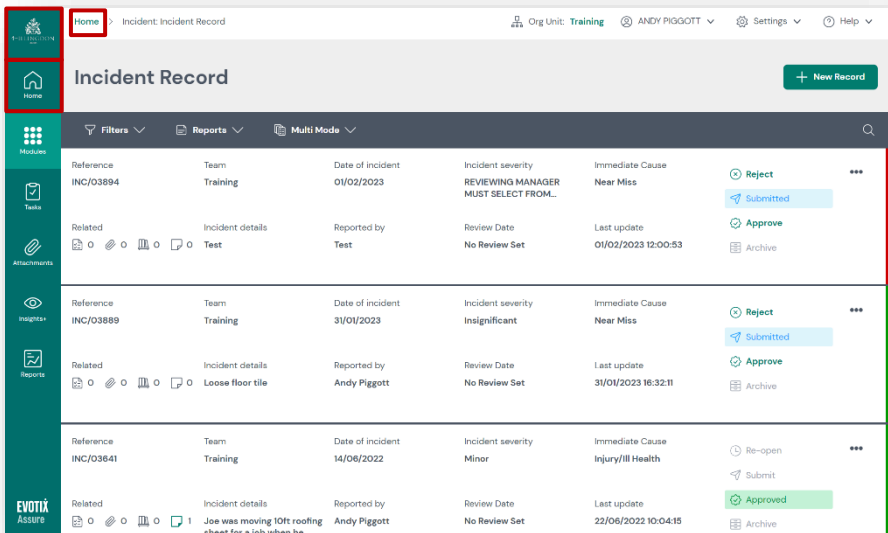 Home > Incident: Incident Record
Org Unit: Training
ANDY PIGGOTT
Settings
Help
Home
Modules
Tasks
Attachments
Insights+
Reports
EVOTIX
Assure
Incident Record
+ New Record
Filters
Reports
Multi Mode
Reference Team Date of incident Incident severity Immediate Cause
INC/03894 Training 01/02/2023 REVIEWING MANAGER Near Miss
MUST SELECT FROM...
Related Incident details Reported by Review Date Last update
0 0 0 0 Test Test No Review Set 01/02/2023 12:00:53
Reject
Submitted
Approve
Archive
Reference Team Date of incident Incident severity Immediate Cause
INC/03889 Training 31/01/2023 Insignificant Near Miss
Related Incident details Reported by Review Date Last update
0 0 0 0 Loose floor tile Andy Piggott No Review Set 31/01/2023 16:32:11
Reject
Submitted
Approve
Archive
Reference Team Date of incident Incident severity Immediate Cause
INC/03641 Training 14/06/2022 Minor Injury/Ill Health
Related Incident details Reported by Review Date Last update
0 0 0 1 Joe was moving 10ft roofing Andy Piggott No Review Set 22/06/2022 10:04:15
sheet for a job when he
Re-open
Submit
Approved
Archive